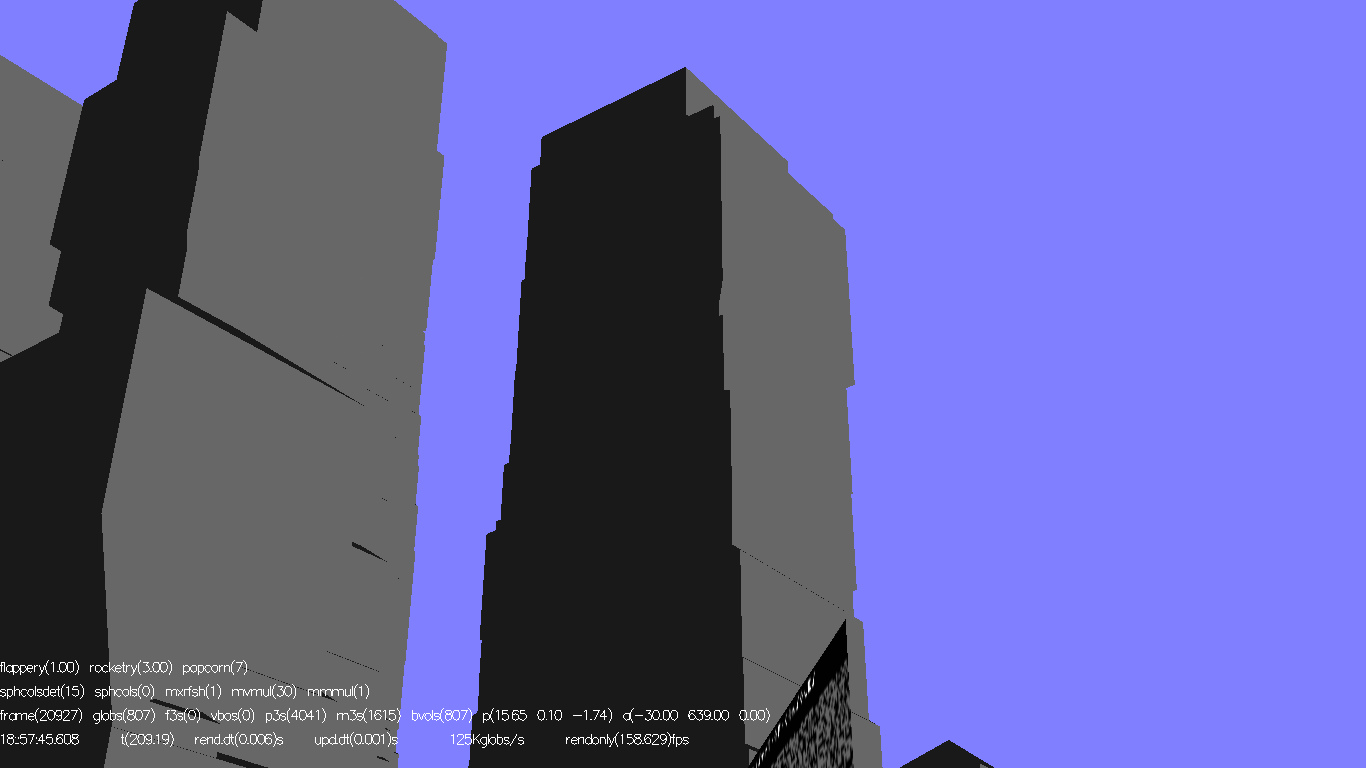 flappery(1.00) rocketry(3.00) popcorn(7)
sphcolsdet(15) sphcols(0) mxrfsh(1) mvmul(30) mmmul(1)
frame(20927) globs(807) f3s(0) vbos(0) p3s(4041) m3s(1615) bvols(807) p(15.65 0.10 −1.74) a(−30.00 639.00 0.00)
18:57:45.608 t(209.19) rend.dt(0.006)s upd.dt(0.001)s 125Kglobs/s rendonly(158.629)fps